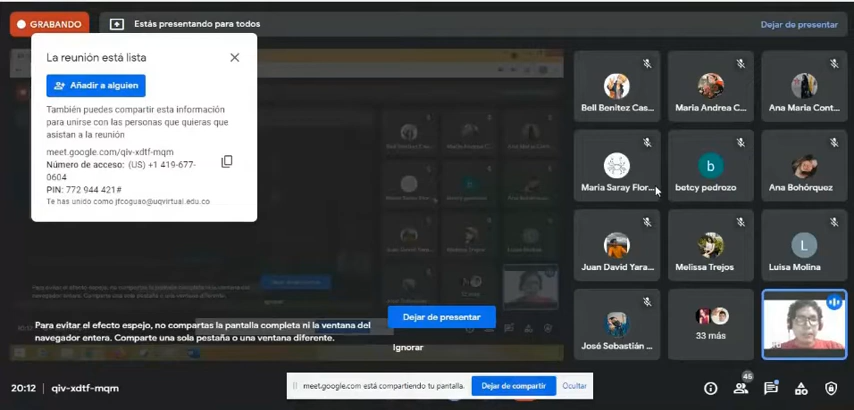 GRABANDO
Estás presentando para todos
Dejar de presentar
La reunión está lista
Añadir a alguien
También puedes compartir esta información
para unirse con las personas que quieras que
asistan a la reunión
meet.google.com/qiv-xdtf-mqm
Número de acceso: (US) +1 419-677-
0604
PIN: 772 944 421#
Te has unido como jfcoguao@uqvirtual.edu.co
Bell Benitez Cas...
Maria Andrea C...
Ana Maria Cont...
b
Maria Saray Flor...
betcy pedrozo
Ana Bohórquez
L
Juan David Yara...
Melissa Trejos
Luisa Molina
José Sebastián ...
33 más
Para evitar el efecto espejo, no compartas la pantalla completa ni la ventana del
navegador entera. Comparte una sola pestaña o una ventana diferente.
Dejar de presentar
Ignorar
20:12
qiv-xdtf-mqm
meet.google.com está compartiendo tu pantalla.
Dejar de compartir
Ocultar
45